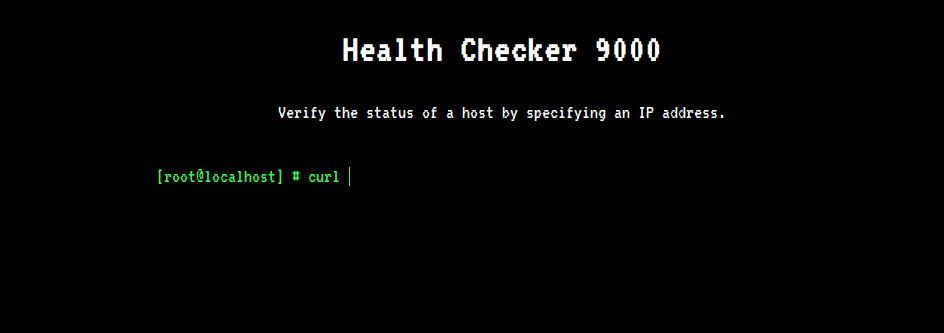 Health Checker 9000
Verify the status of a host by specifying an IP address.
[root@localhost] # curl